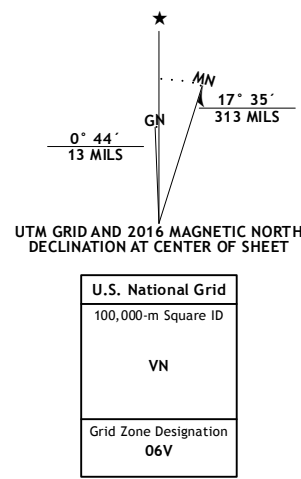 MN
GN
17° 35´
313 MILS
0° 44´
13 MILS
UTM GRID AND 2016 MAGNETIC NORTH
DECLINATION AT CENTER OF SHEET
U.S. National Grid
100,000-m Square ID
VN
Grid Zone Designation
06V